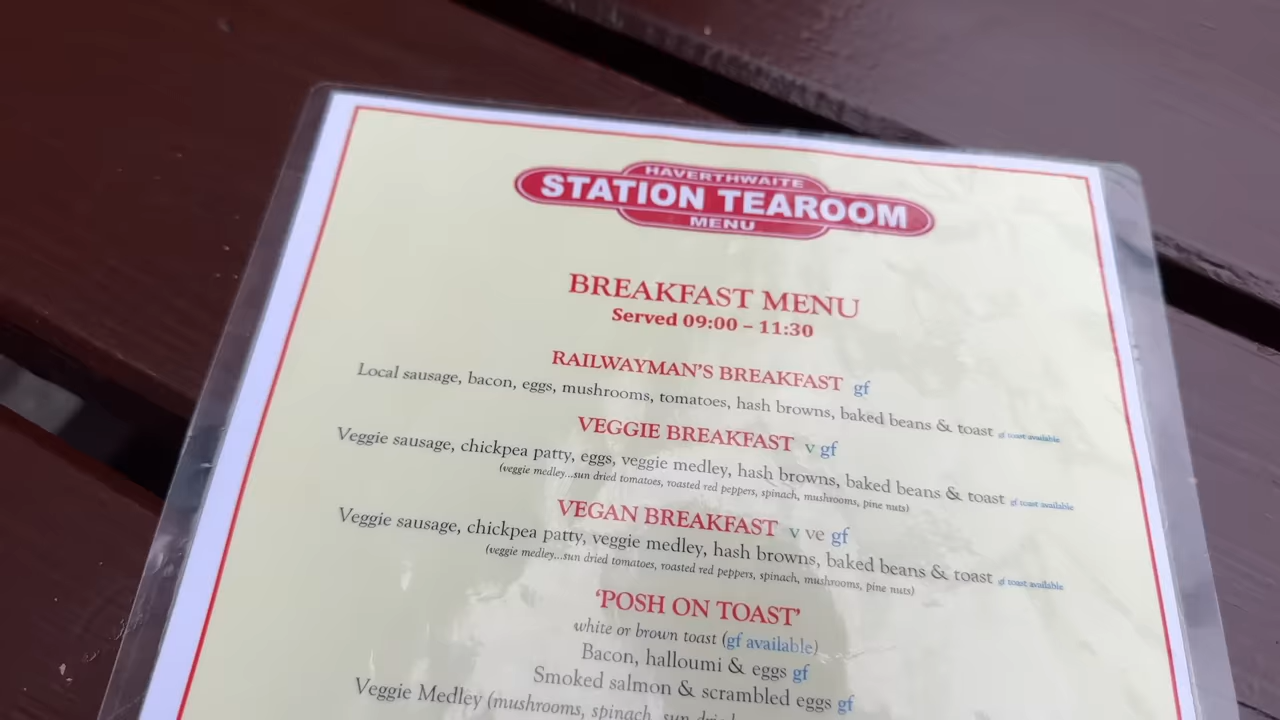 HAVERTHWAITE
STATION TEAROOM
MENU
BREAKFAST MENU
Served 09:00 – 11:30
RAILWAYMAN'S BREAKFAST gf
Local sausage, bacon, eggs, mushrooms, tomatoes, hash browns, baked beans & toast gf toast available
VEGGIE BREAKFAST v gf
Veggie sausage, chickpea patty, eggs, veggie medley, hash browns, baked beans & toast gf toast available
(veggie medley...sun dried tomatoes, roasted red peppers, spinach, mushrooms, pine nuts)
VEGAN BREAKFAST v ve gf
Veggie sausage, chickpea patty, veggie medley, hash browns, baked beans & toast gf toast available
(veggie medley...sun dried tomatoes, roasted red peppers, spinach, mushrooms, pine nuts)
'POSH ON TOAST'
white or brown toast (gf available)
Bacon, halloumi & eggs gf
Smoked salmon & scrambled eggs gf
Veggie Medley (mushrooms, spinach, sun